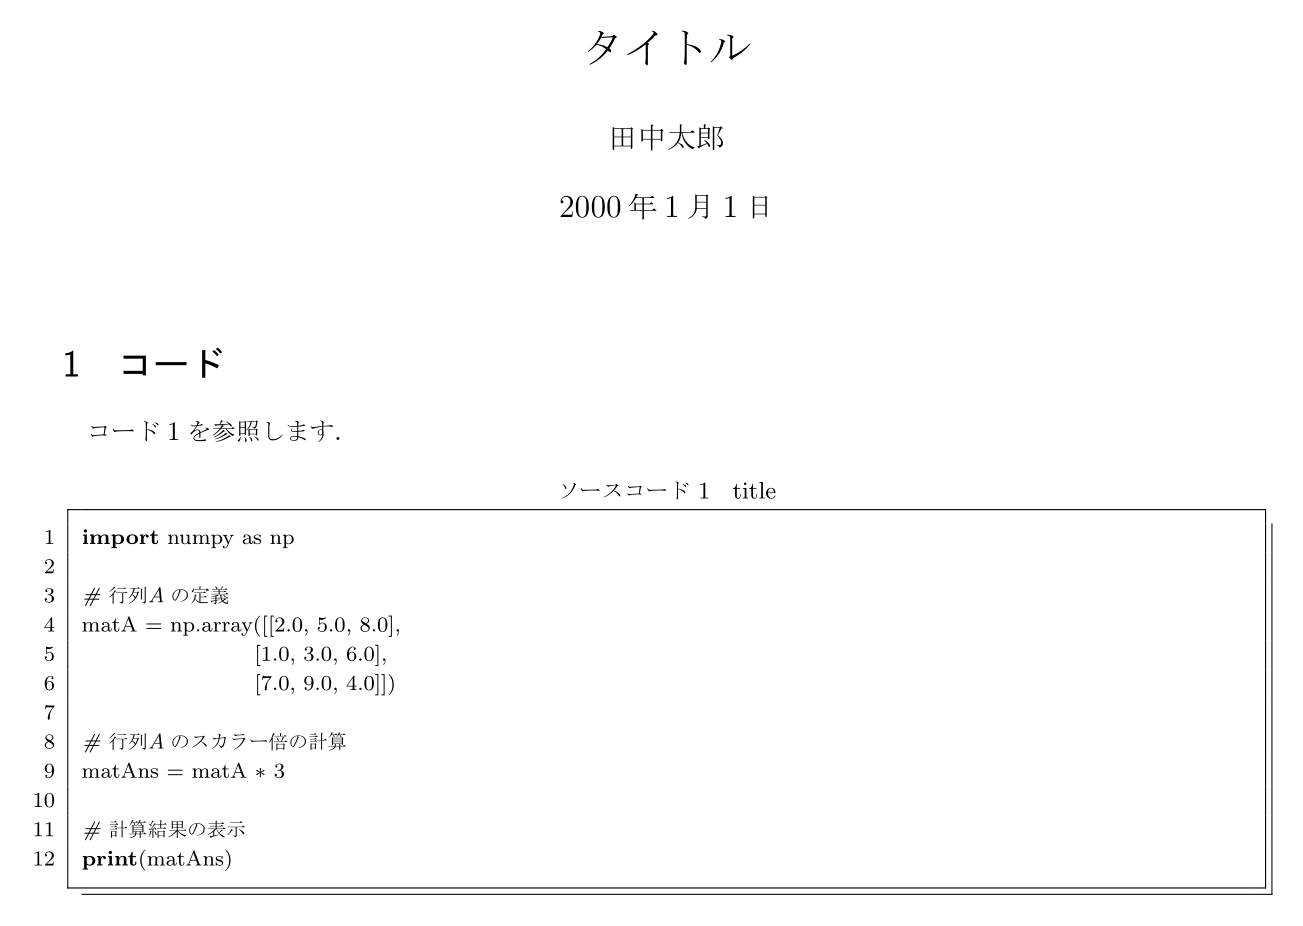 タイトル
田中太郎
2000 年 1 月 1 日
1　コード
コード 1 を参照します.
ソースコード 1　title
1 import numpy as np
2
3 # 行列A の定義
4 matA = np.array([[2.0, 5.0, 8.0],
5 [1.0, 3.0, 6.0],
6 [7.0, 9.0, 4.0]])
7
8 # 行列A のスカラー倍の計算
9 matAns = matA * 3
10
11 # 計算結果の表示
12 print(matAns)